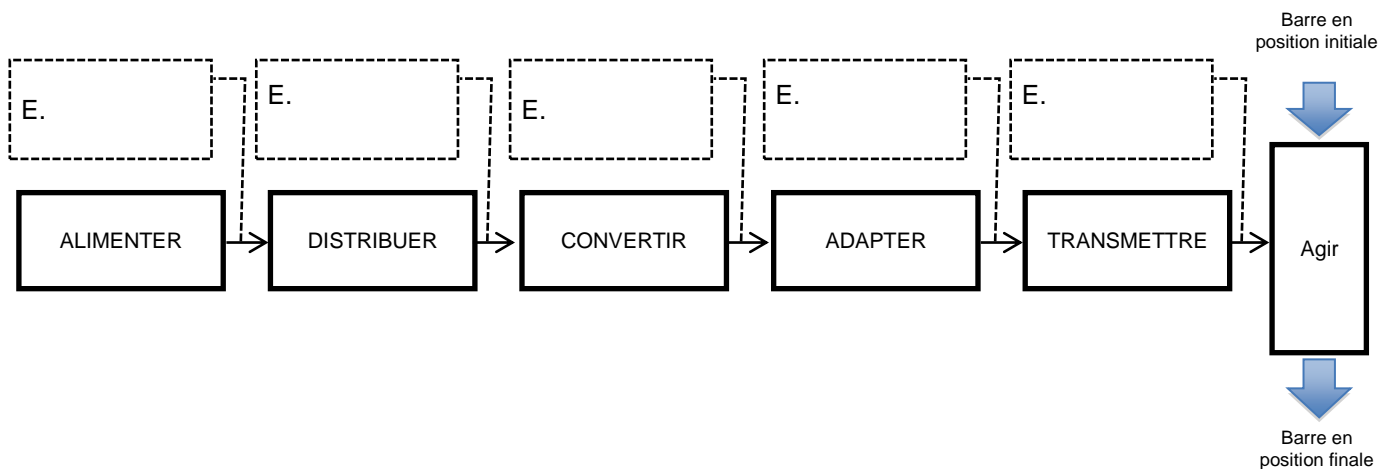 Barre en
position initiale
E.
E.
E.
E.
E.
ALIMENTER
DISTRIBUER
CONVERTIR
ADAPTER
TRANSMETTRE
Agir
Barre en
position finale